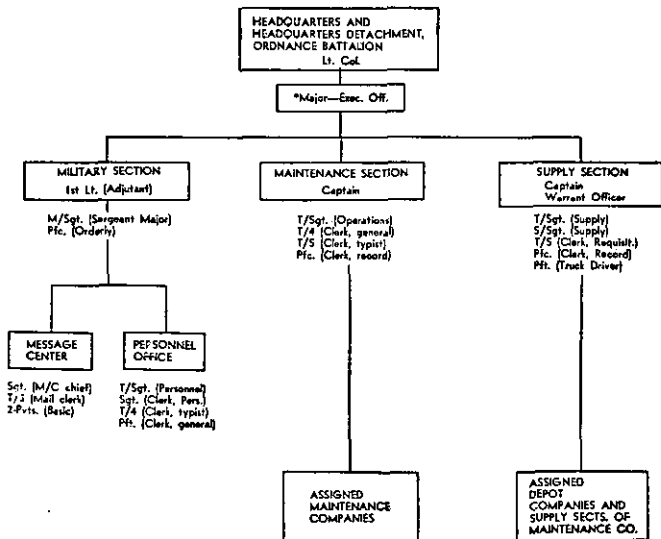 HEADQUARTERS AND
HEADQUARTERS DETACHMENT,
ORDNANCE BATTALION
Lt. Col.
*Major—Exec. Off.
MILITARY SECTION
1st Lt. (Adjutant)
M/Sgt. (Sergeant Major)
Pfc. (Orderly)
MESSAGE
CENTER
Sgt. (M/C chief)
T/5 (Mail clerk)
2-Pvts. (Basic)
PERSONNEL
OFFICE
T/Sgt. (Personnel)
Sgt. (Clerk, Pers.)
T/4 (Clerk, typist)
Pft. (Clerk, general)
MAINTENANCE SECTION
Captain
T/Sgt. (Operations)
T/4 (Clerk, general)
T/5 (Clerk, typist)
Pfc. (Clerk, record)
ASSIGNED
MAINTENANCE
COMPANIES
SUPPLY SECTION
Captain
Warrant Officer
T/Sgt. (Supply)
S/Sgt. (Supply)
T/5 (Clerk, Requisit.)
Pfc. (Clerk, Record)
Pft. (Truck Driver)
ASSIGNED
DEPOT
COMPANIES AND
SUPPLY SECTS. OF
MAINTENANCE CO.